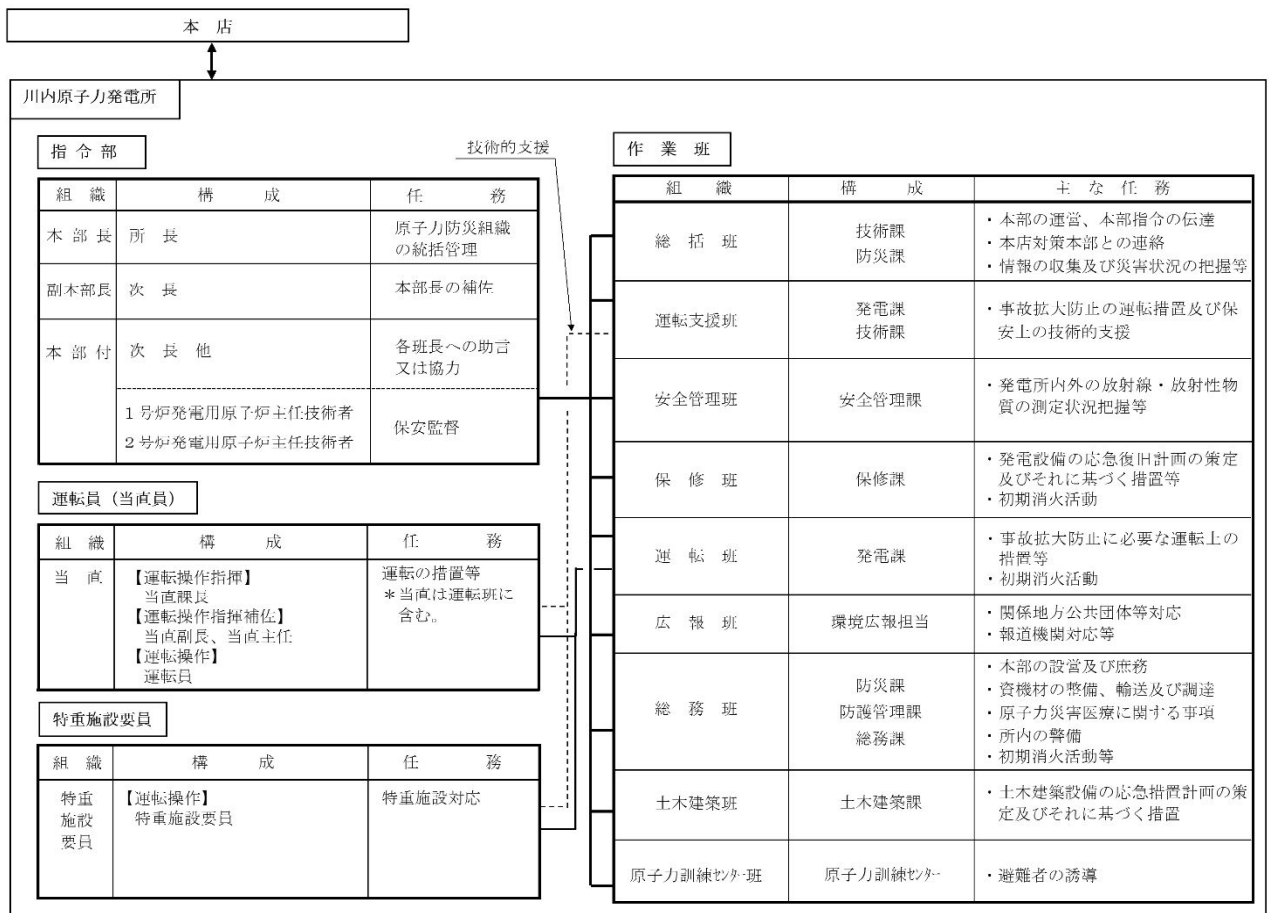 本店
川内原子力発電所
指令部
組織 構成 任務
本部長 所長 原子力防災組織
の統括管理
副本部長 次長 本部長の補佐
本部付 次長他 各班長への助言
又は協力
1号炉発電用原子炉主任技術者
2号炉発電用原子炉主任技術者
保安監督
運転員（当直員）
組織 構成 任務
当直 【運転操作指揮】
当直課長
【運転操作指揮補佐】
当直副長、当直主任
【運転操作】
運転員
運転の措置等
＊当直は運転班に
含む。
特重施設要員
組織 構成 任務
特重
施設
要員
【運転操作】
特重施設要員
特重施設対応
技術的支援
作業班
組織 構成 主な任務
総括班
技術課
防災課
・本部の運営、本部指令の伝達
・本店対策本部との連絡
・情報の収集及び災害状況の把握等
運転支援班
発電課
技術課
・事故拡大防止の運転措置及び保
安上の技術的支援
安全管理班 安全管理課
・発電所内外の放射線・放射性物
質の測定状況把握等
保修班 保修課
・発電設備の応急復旧計画の策定
及びそれに基づく措置等
・初期消火活動
運転班 発電課
・事故拡大防止に必要な運転上の
措置等
・初期消火活動
広報班 環境広報担当
・関係地方公共団体等対応
・報道機関対応等
総務班
防災課
防護管理課
総務課
・本部の設営及び庶務
・資機材の整備、輸送及び調達
・原子力災害医療に関する事項
・所内の警備
・初期消火活動等
土木建築班 土木建築課
・土木建築設備の応急措置計画の策
定及びそれに基づく措置
原子力訓練ｾﾝﾀｰ班 原子力訓練ｾﾝﾀｰ ・避難者の誘導